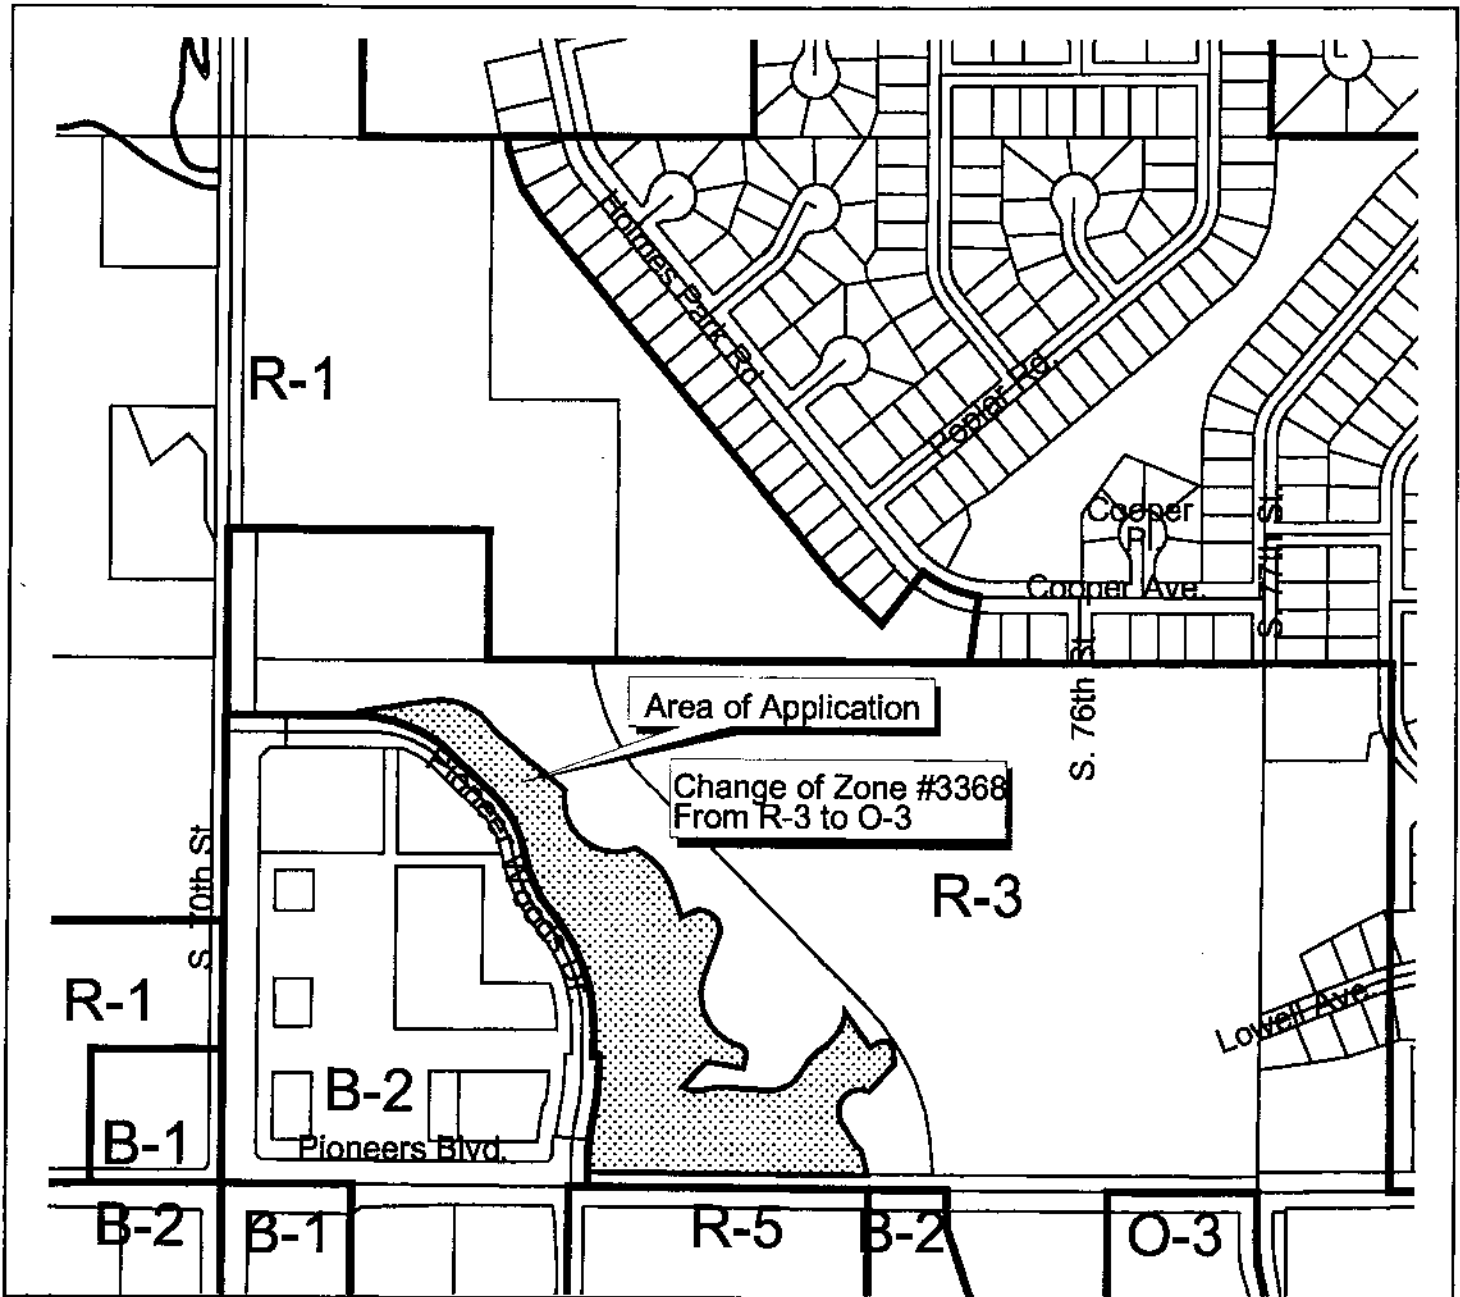 Holmes Park Rd
R-1
Poplar Rd.
Cooper
Pl.
Cooper Ave.
S. 77th St.
S. 76th St.
Area of Application
Change of Zone #3368
From R-3 to O-3
Pioneer Woods Dr
S. 70th St
R-3
R-1
Lowell Ave.
B-2
B-1
Pioneers Blvd.
B-2
B-1
R-5
B-2
O-3